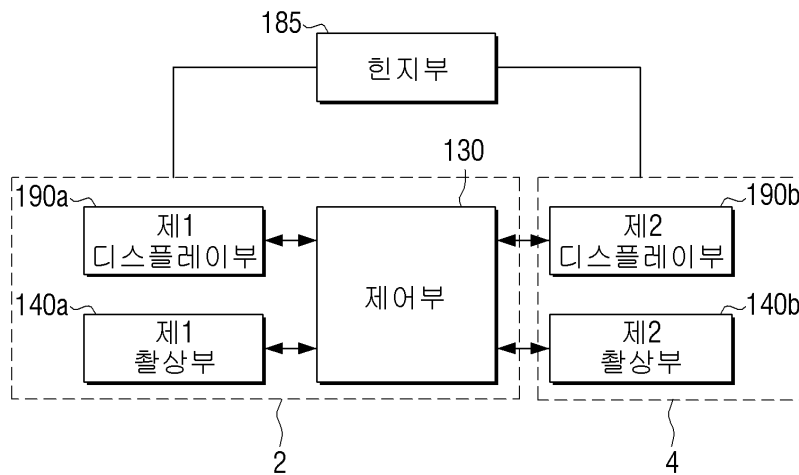 185
힌지부
130
190a
제1
디스플레이부
제어부
190b
제2
디스플레이부
140a
제1
촬상부
140b
제2
촬상부
2
4